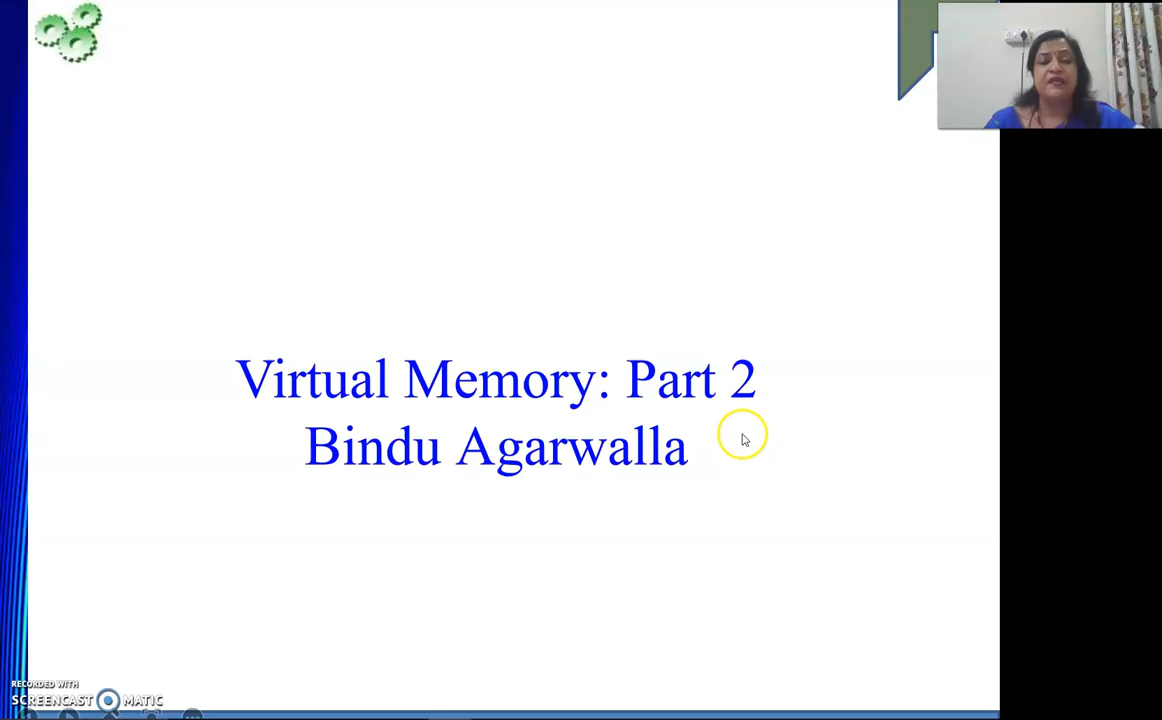 Virtual Memory: Part 2
Bindu Agarwalla
RECORDED WITH
SCREENCAST MATIC